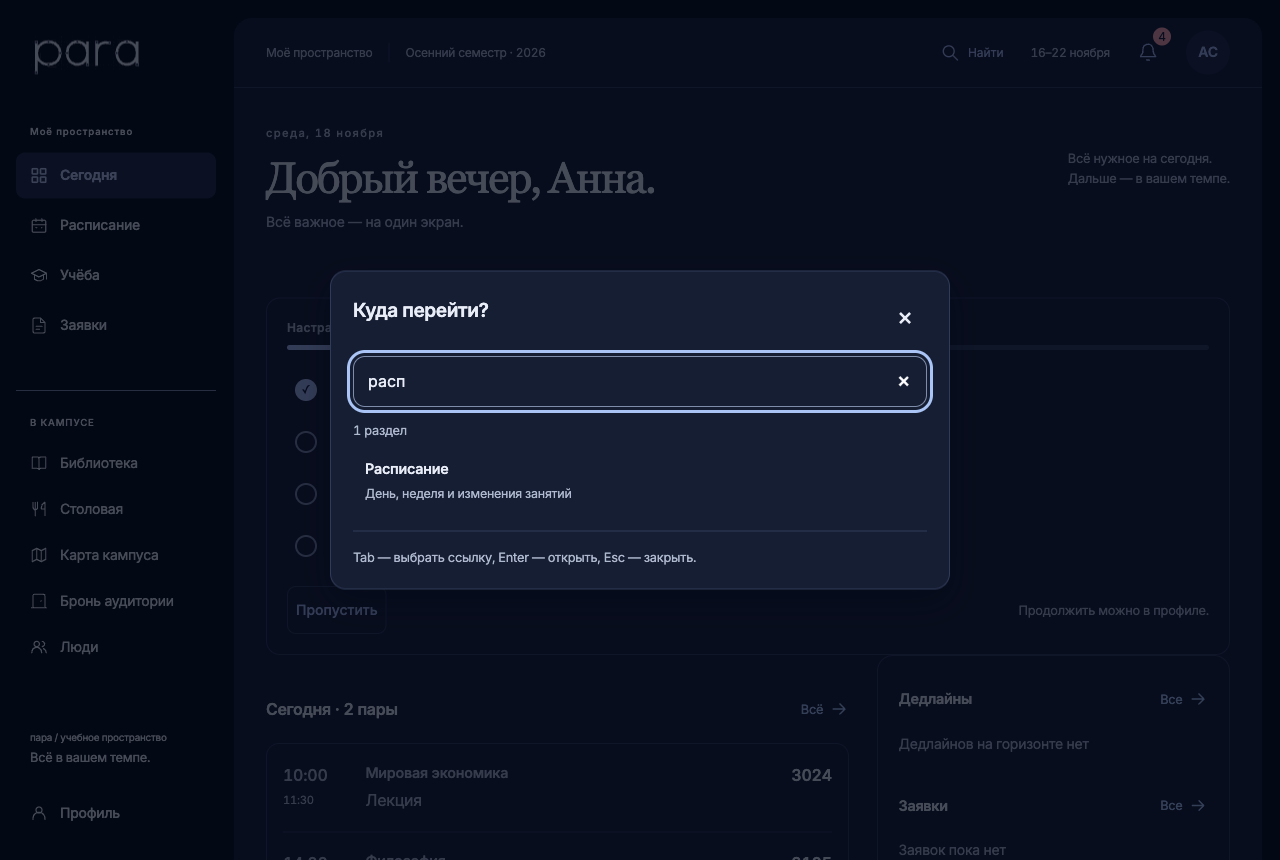 para
Моё пространство
Осенний семестр · 2026
Найти
16–22 ноября
4
АС
Моё пространство
Сегодня
Расписание
Учёба
Заявки
В КАМПУСЕ
Библиотека
Столовая
Карта кампуса
Бронь аудитории
Люди
пара / учебное пространство
Всё в вашем темпе.
Профиль
среда, 18 ноября
Добрый вечер, Анна.
Всё важное — на один экран.
Всё нужное на сегодня.
Дальше — в вашем темпе.
Куда перейти?
расп
1 раздел
Расписание
День, неделя и изменения занятий
Tab — выбрать ссылку, Enter — открыть, Esc — закрыть.
Пропустить
Продолжить можно в профиле.
Сегодня · 2 пары
Всё
10:00
Мировая экономика
3024
11:30
Лекция
Дедлайны
Все
Дедлайнов на горизонте нет
Заявки
Все
Заявок пока нет